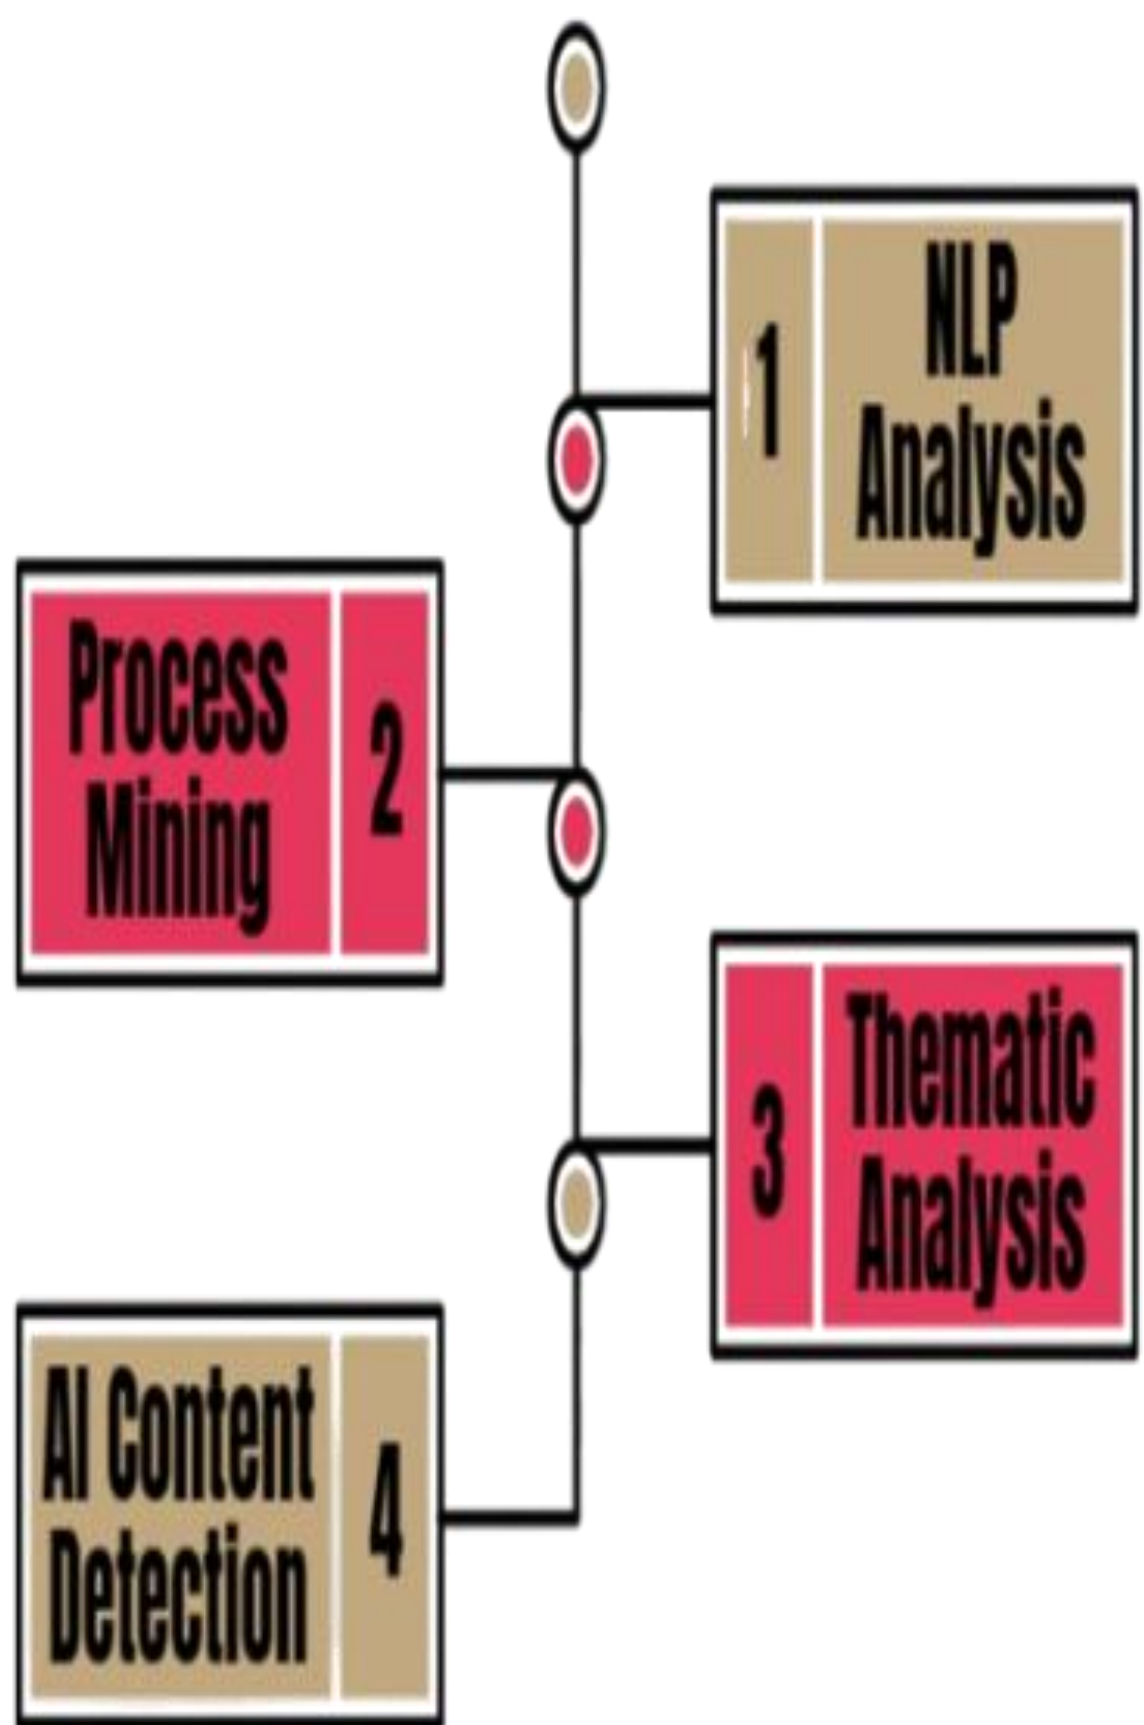 1
NLP
Analysis
Process
Mining
2
3
Thematic
Analysis
AI Content
Detection
4